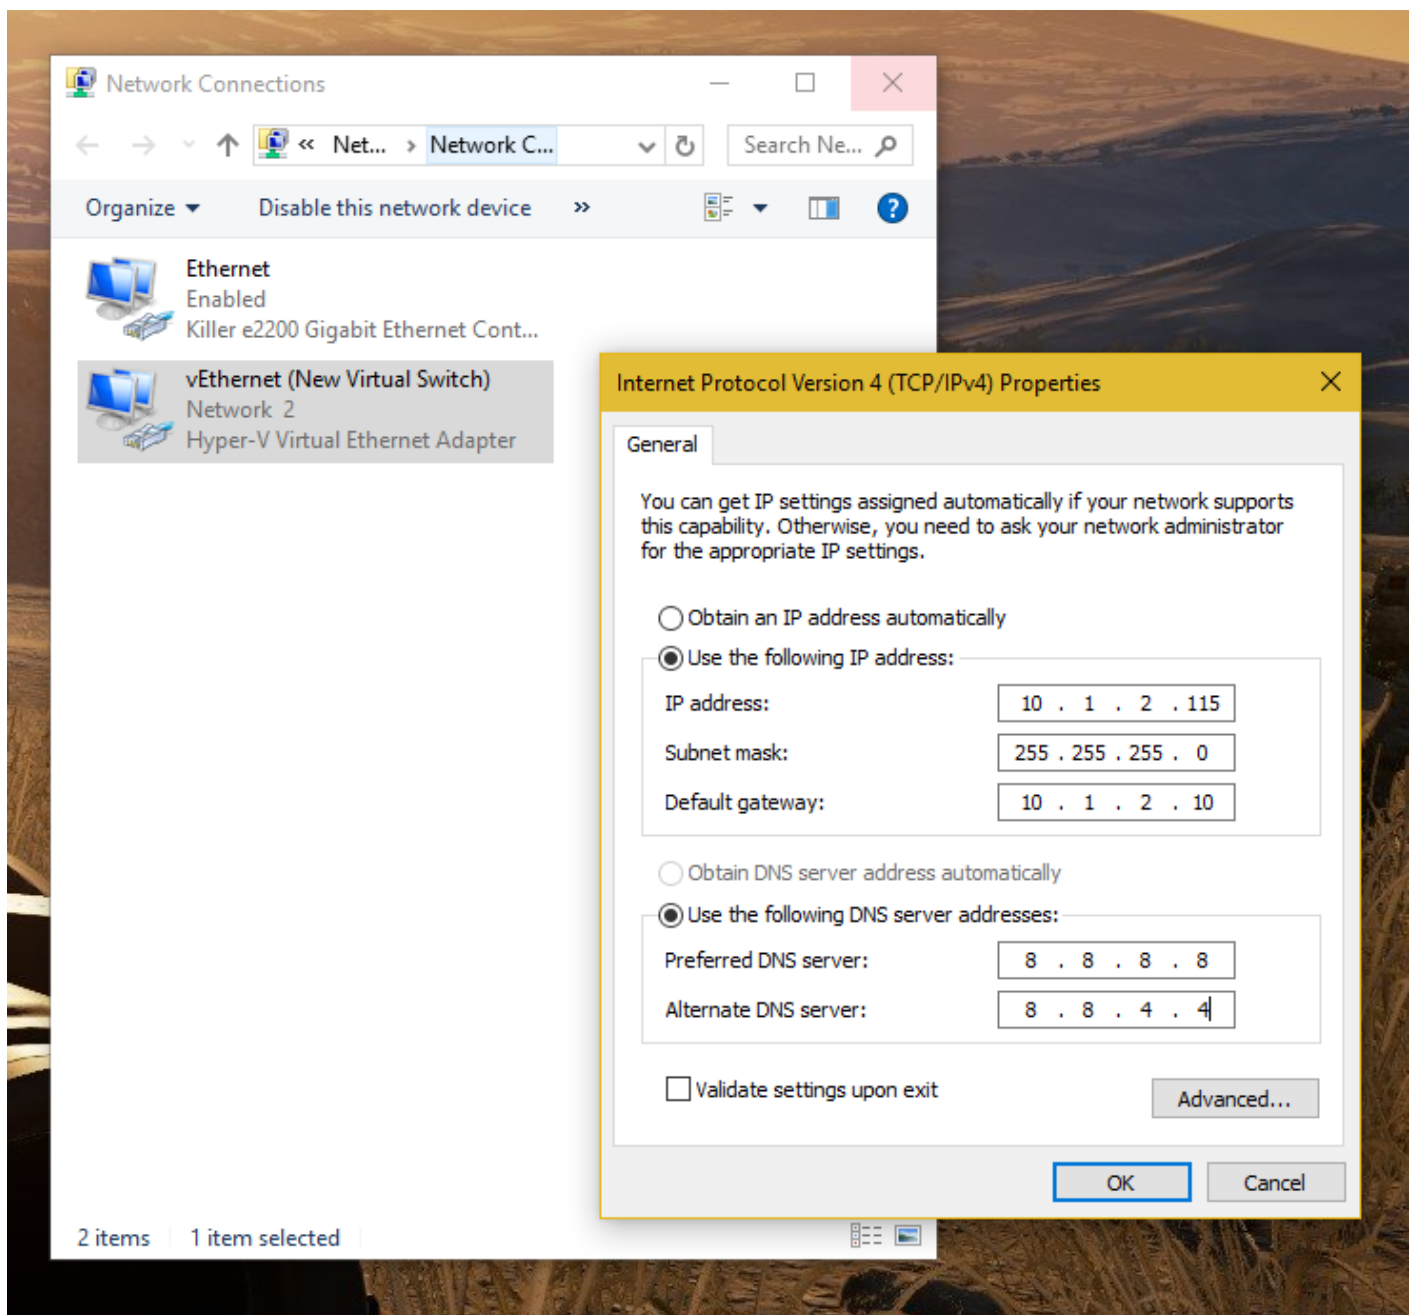 Network Connections
« Net... › Network C...
Search Ne...
Organize
Disable this network device
»
?
Ethernet
Enabled
Killer e2200 Gigabit Ethernet Cont...
vEthernet (New Virtual Switch)
Network 2
Hyper-V Virtual Ethernet Adapter
2 items
1 item selected
Internet Protocol Version 4 (TCP/IPv4) Properties
General
You can get IP settings assigned automatically if your network supports
this capability. Otherwise, you need to ask your network administrator
for the appropriate IP settings.
Obtain an IP address automatically
Use the following IP address:
IP address: 10 . 1 . 2 . 115
Subnet mask: 255 . 255 . 255 . 0
Default gateway: 10 . 1 . 2 . 10
Obtain DNS server address automatically
Use the following DNS server addresses:
Preferred DNS server: 8 . 8 . 8 . 8
Alternate DNS server: 8 . 8 . 4 . 4
Validate settings upon exit
Advanced...
OK
Cancel